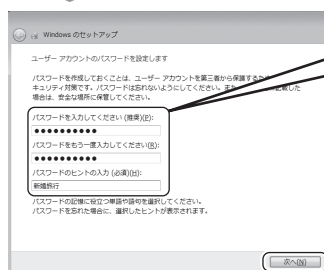 Windows のセットアップ
ユーザー アカウントのパスワードを設定します
パスワードを作成しておくことは、ユーザー アカウントを第三者から保護するため
キュリティ対策です。パスワードは忘れないようにしてください。また
記載した
場合は、安全な場所に保管してください。
パスワードを入力してください (推奨)(P):
●●●●●●●●●●
パスワードをもう一度入力してください(R):
●●●●●●●●●●
パスワードのヒントの入力 (必須)(H):
新婚旅行
パスワードの記憶に役立つ単語や語句を選択してください。
パスワードを忘れた場合に、選択したヒントが表示されます。
次へ(N)